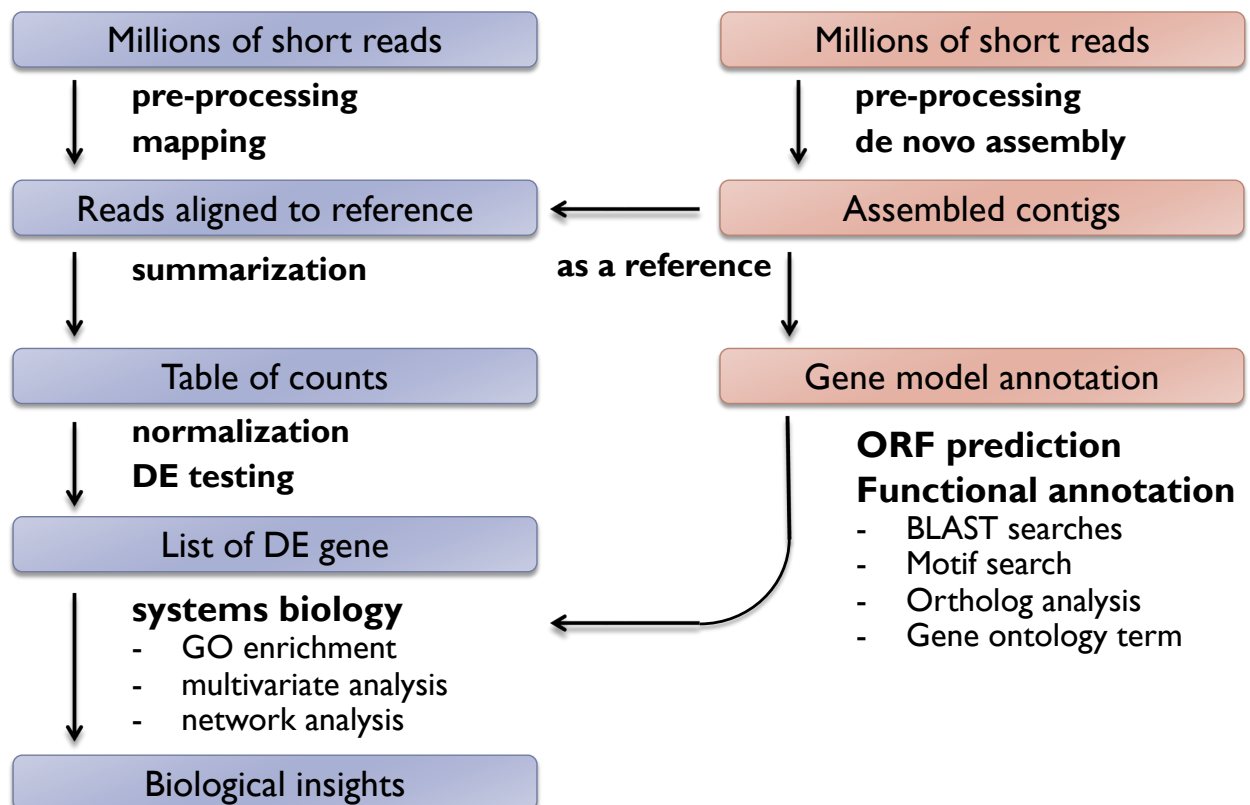 Millions of short reads
pre-processing
mapping
Reads aligned to reference
summarization
Table of counts
normalization
DE testing
List of DE gene
systems biology
- GO enrichment
- multivariate analysis
- network analysis
Biological insights
Millions of short reads
pre-processing
de novo assembly
Assembled contigs
as a reference
Gene model annotation
ORF prediction
Functional annotation
- BLAST searches
- Motif search
- Ortholog analysis
- Gene ontology term